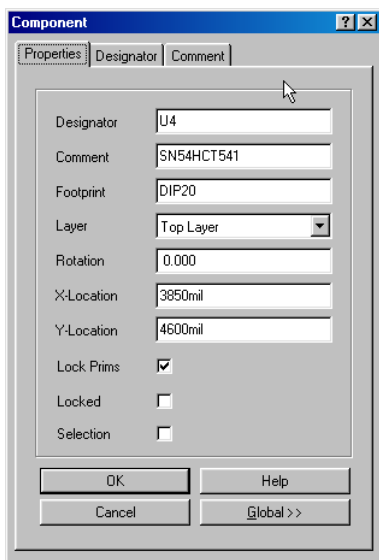 Component
Properties Designator Comment
Designator U4
Comment SN54HCT541
Footprint DIP20
Layer Top Layer
Rotation 0.000
X-Location 3850mil
Y-Location 4600mil
Lock Prims
Locked
Selection
OK Help
Cancel Global >>